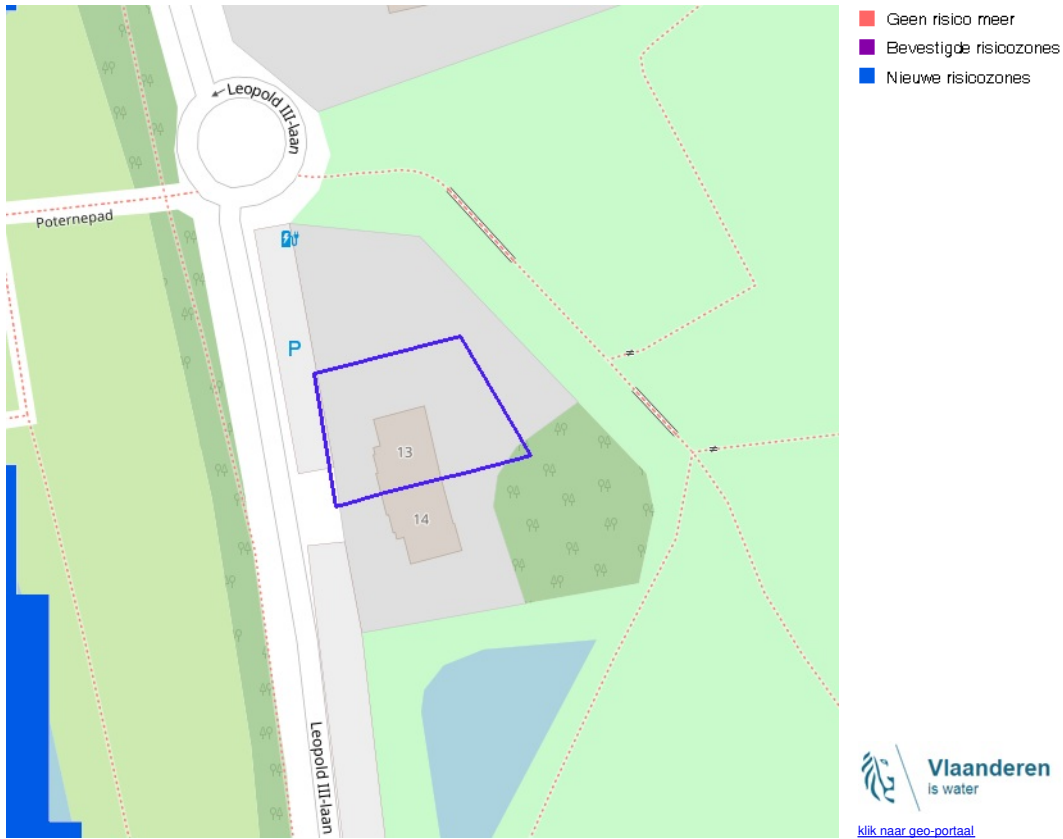 Geen risico meer
Bevestigde risicozones
Nieuwe risicozones
Leopold III-laan
Poternepad
P
13
14
Leopold III-laan
Vlaanderen
is water
klik naar geo-portaal